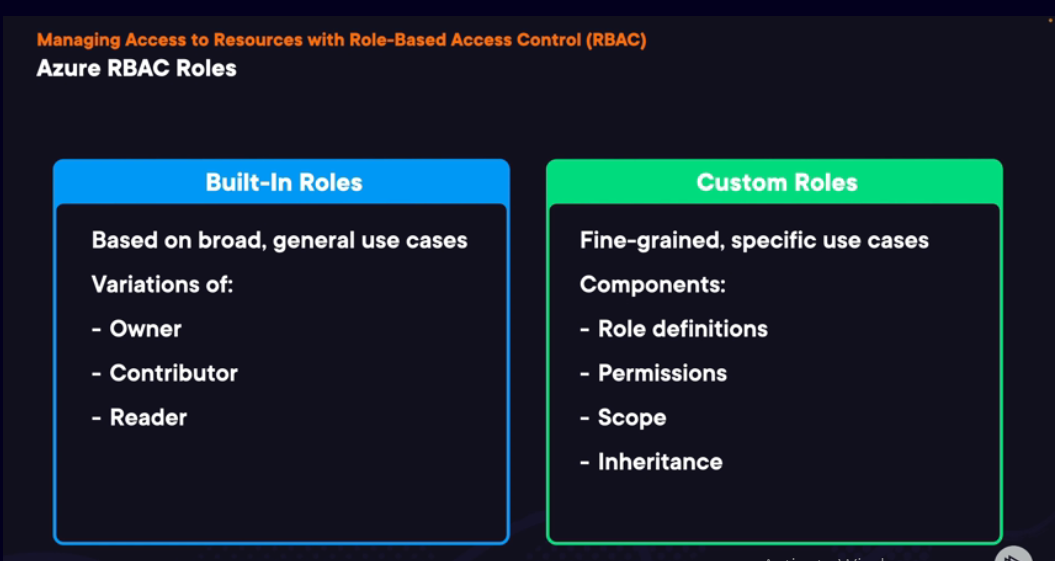 Managing Access to Resources with Role-Based Access Control (RBAC)
Azure RBAC Roles
Built-In Roles
Based on broad, general use cases
Variations of:
- Owner
- Contributor
- Reader
Custom Roles
Fine-grained, specific use cases
Components:
- Role definitions
- Permissions
- Scope
- Inheritance